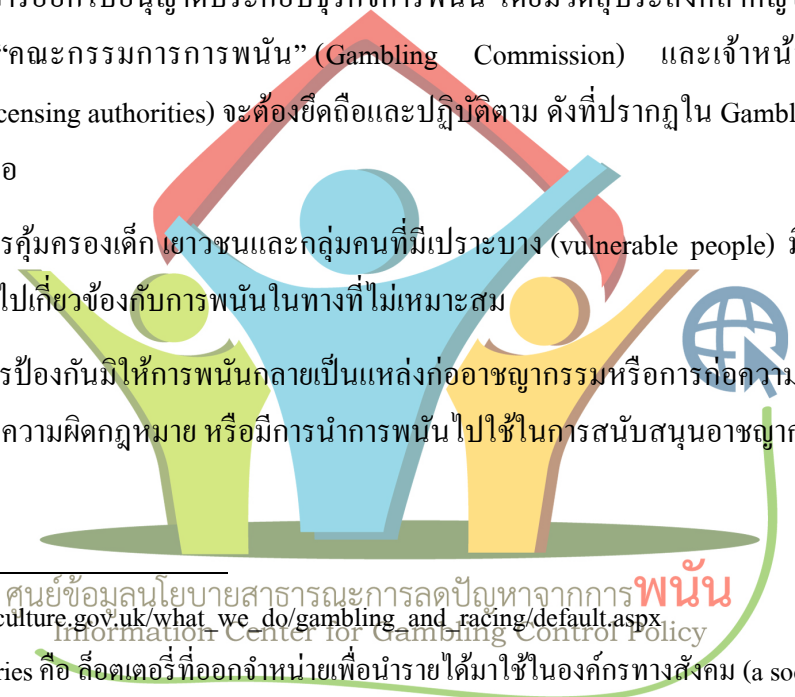 “คณะกรรมการการพนัน” (Gambling Commission) และเจ้าหน้
censing authorities) จะต้องยึดถือและปฏิบัติตาม ดังที่ปรากฏใน Gambl
อ
รคุ้มครองเด็ก เยาวชนและกลุ่มคนที่มีเปราะบาง (vulnerable people) มิ
ไปเกี่ยวข้องกับการพนันในทางที่ไม่เหมาะสม
รป้องกันมิให้การพนันกลายเป็นแหล่งก่ออาชญากรรมหรือการก่อความ
ความผิดกฎหมาย หรือมีการนำการพนันไปใช้ในการสนับสนุนอาชญาก
ศูนย์ข้อมูลนโยบายสาธารณะการลดปัญหาจากการพนัน
culture.gov.uk/what_we_do/gambling_and_racing/default.aspx
Information Center for Gambling Control Policy
ries คือ ล็อตเตอรี่ที่ออกจำหน่ายเพื่อนำรายได้มาใช้ในองค์กรทางสังคม (a soc